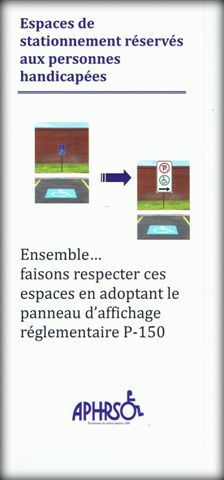 Espaces de
stationnement réservés
aux personnes
handicapées
P
Ensemble…
faisons respecter ces
espaces en adoptant le
panneau d'affichage
réglementaire P-150
APHRSO